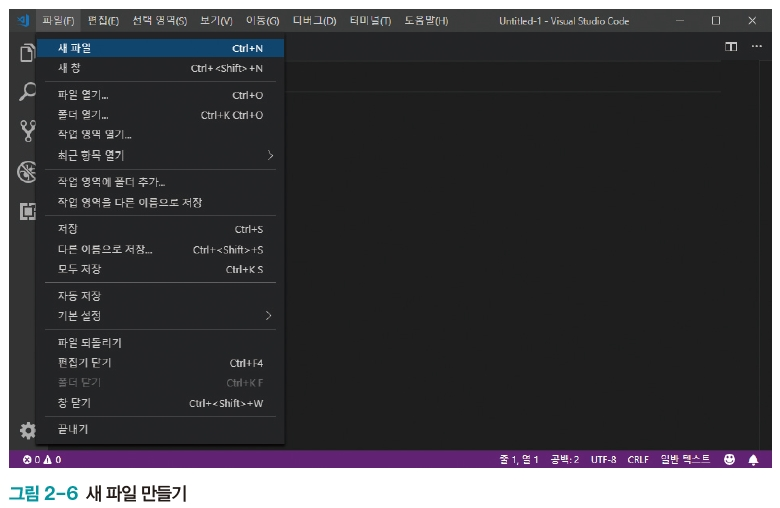 파일(F) 편집(E) 선택 영역(S) 보기(V) 이동(G) 디버그(D) 터미널(T) 도움말(H) Untitled-1 - Visual Studio Code
새 파일 Ctrl+N
새 창 Ctrl+<Shift>+N
파일 열기... Ctrl+O
폴더 열기... Ctrl+K Ctrl+O
작업 영역 열기...
최근 항목 열기
작업 영역에 폴더 추가...
작업 영역을 다른 이름으로 저장
저장 Ctrl+S
다른 이름으로 저장... Ctrl+<Shift>+S
모두 저장 Ctrl+K S
자동 저장
기본 설정
파일 되돌리기
편집기 닫기 Ctrl+F4
폴더 닫기 Ctrl+K F
창 닫기 Ctrl+<Shift>+W
끝내기
0 0 줄 1, 열 1 공백: 2 UTF-8 CRLF 일반 텍스트
그림 2-6 새 파일 만들기